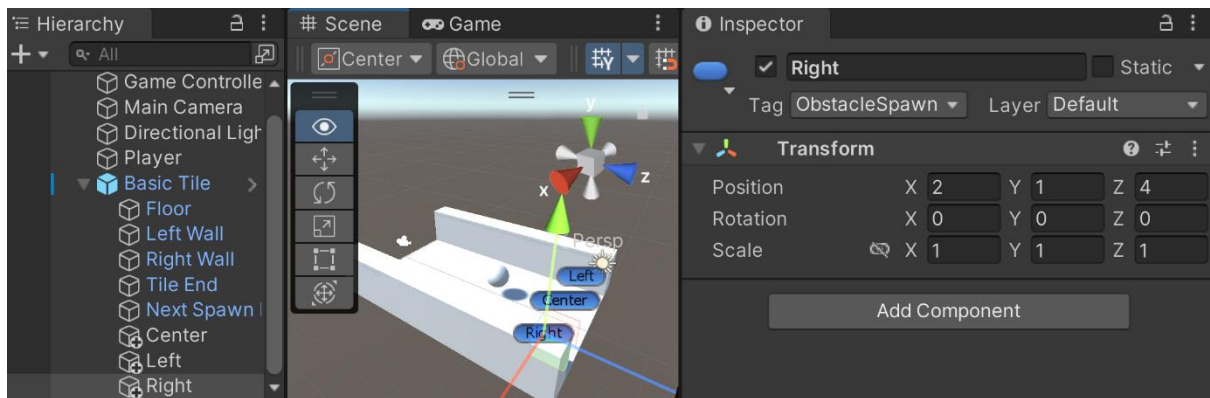 Hierarchy
All
Game Controlle
Main Camera
Directional Ligh
Player
Basic Tile
Floor
Left Wall
Right Wall
Tile End
Next Spawn
Center
Left
Right
Scene
Game
Center
Global
y
x
z
Persp
Left
Center
Right
Inspector
Right
Static
Tag ObstacleSpawn Layer Default
Transform
Position X 2 Y 1 Z 4
Rotation X 0 Y 0 Z 0
Scale X 1 Y 1 Z 1
Add Component